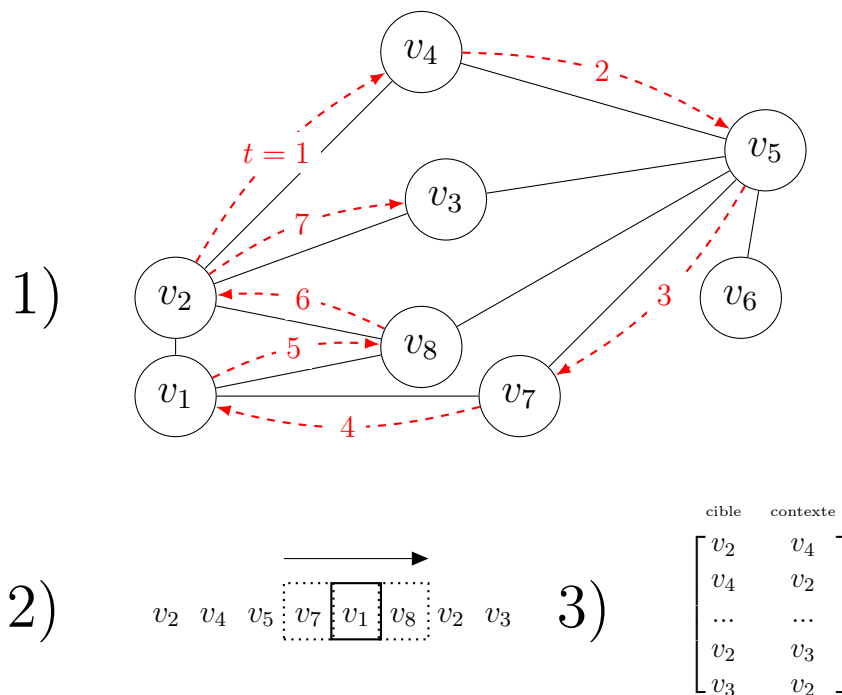 v4
2
v5
t = 1
v3
7
1)
v2
6
3
v6
5
v8
v1
v7
4
cible contexte
2)
v2 v4 v5 v7 v1 v8 v2 v3
3)
v2 v4
v4 v2
... ...
v2 v3
v3 v2